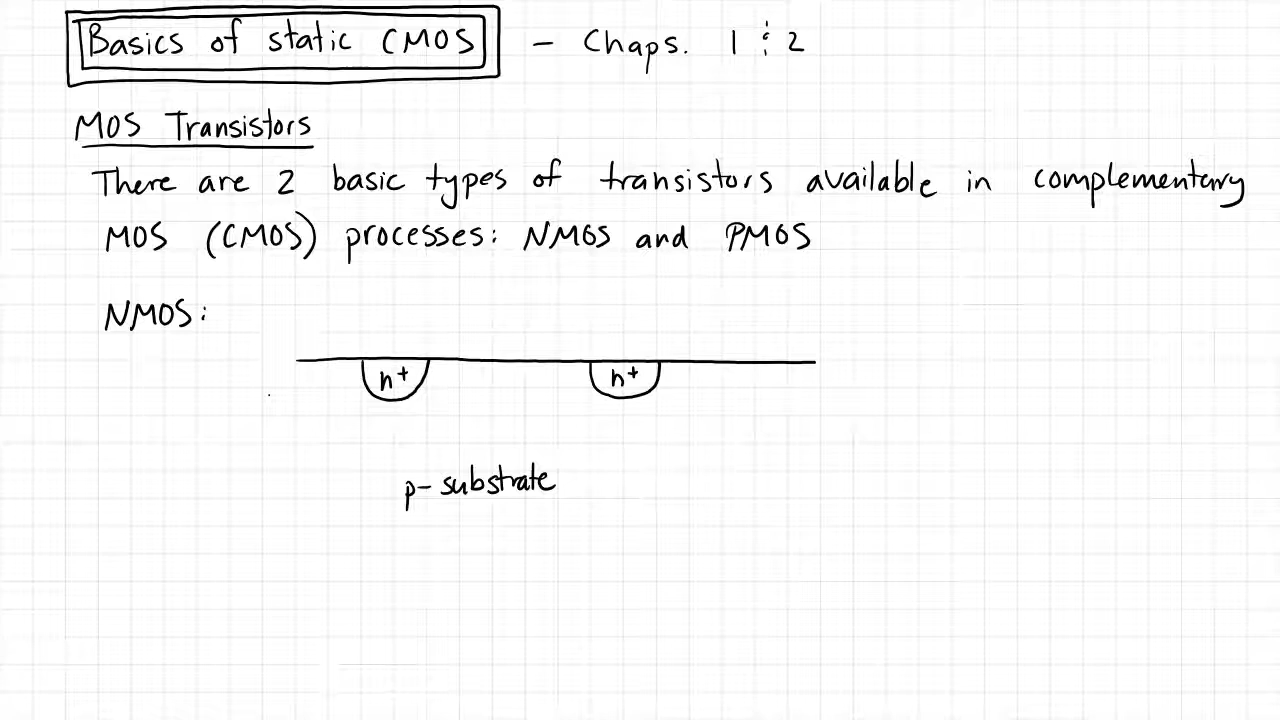 Basics of static CMOS - Chaps. 1 & 2
MOS Transistors
There are 2 basic types of transistors available in complementary
MOS (CMOS) processes: NMOS and PMOS
NMOS:
n+ n+
p-substrate